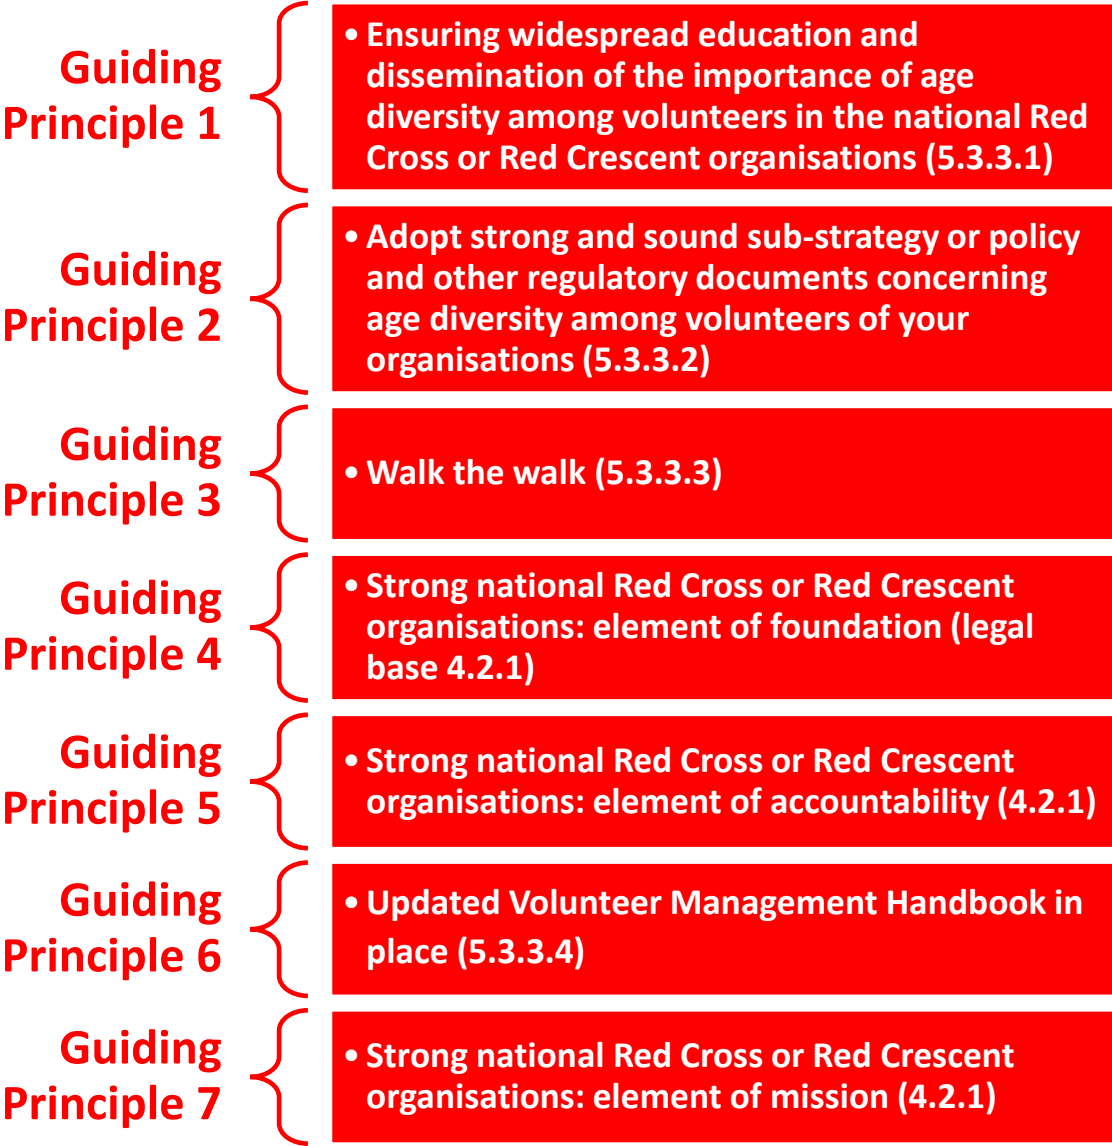 Guiding
Principle 1
• Ensuring widespread education and
dissemination of the importance of age
diversity among volunteers in the national Red
Cross or Red Crescent organisations (5.3.3.1)
Guiding
Principle 2
• Adopt strong and sound sub-strategy or policy
and other regulatory documents concerning
age diversity among volunteers of your
organisations (5.3.3.2)
Guiding
Principle 3
• Walk the walk (5.3.3.3)
Guiding
Principle 4
• Strong national Red Cross or Red Crescent
organisations: element of foundation (legal
base 4.2.1)
Guiding
Principle 5
• Strong national Red Cross or Red Crescent
organisations: element of accountability (4.2.1)
Guiding
Principle 6
• Updated Volunteer Management Handbook in
place (5.3.3.4)
Guiding
Principle 7
• Strong national Red Cross or Red Crescent
organisations: element of mission (4.2.1)